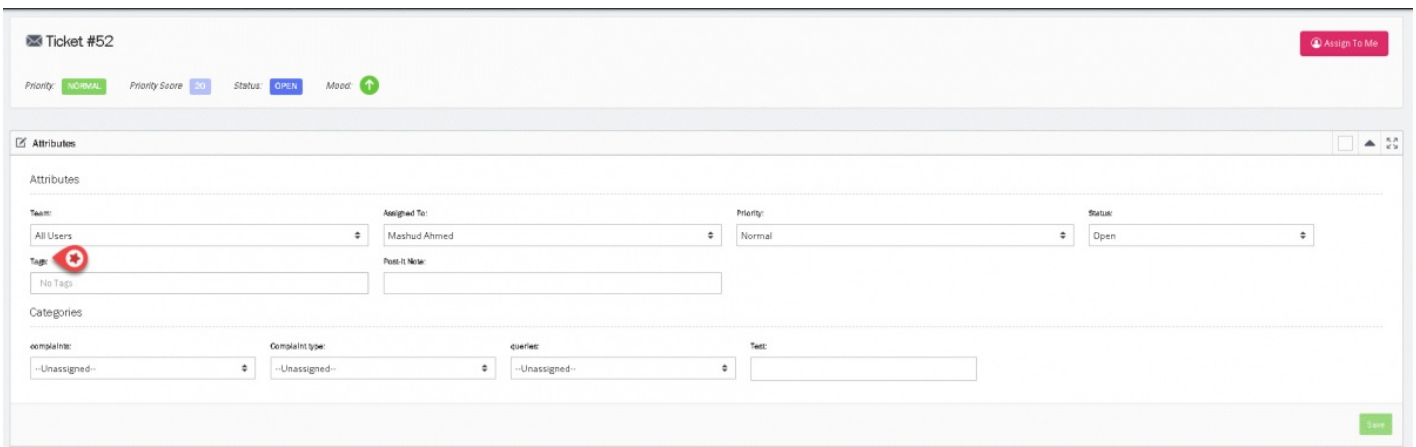 Ticket #52
Assign To Me
Priority: NORMAL Priority Score 20 Status: OPEN Mood:
Attributes
Attributes
Team: Assigned To: Priority: Status:
All Users Mashud Ahmed Normal Open
Tags: Post-It Note:
No Tags
Categories
complaints: Complaint type: queries: Test:
--Unassigned-- --Unassigned-- --Unassigned--
Save